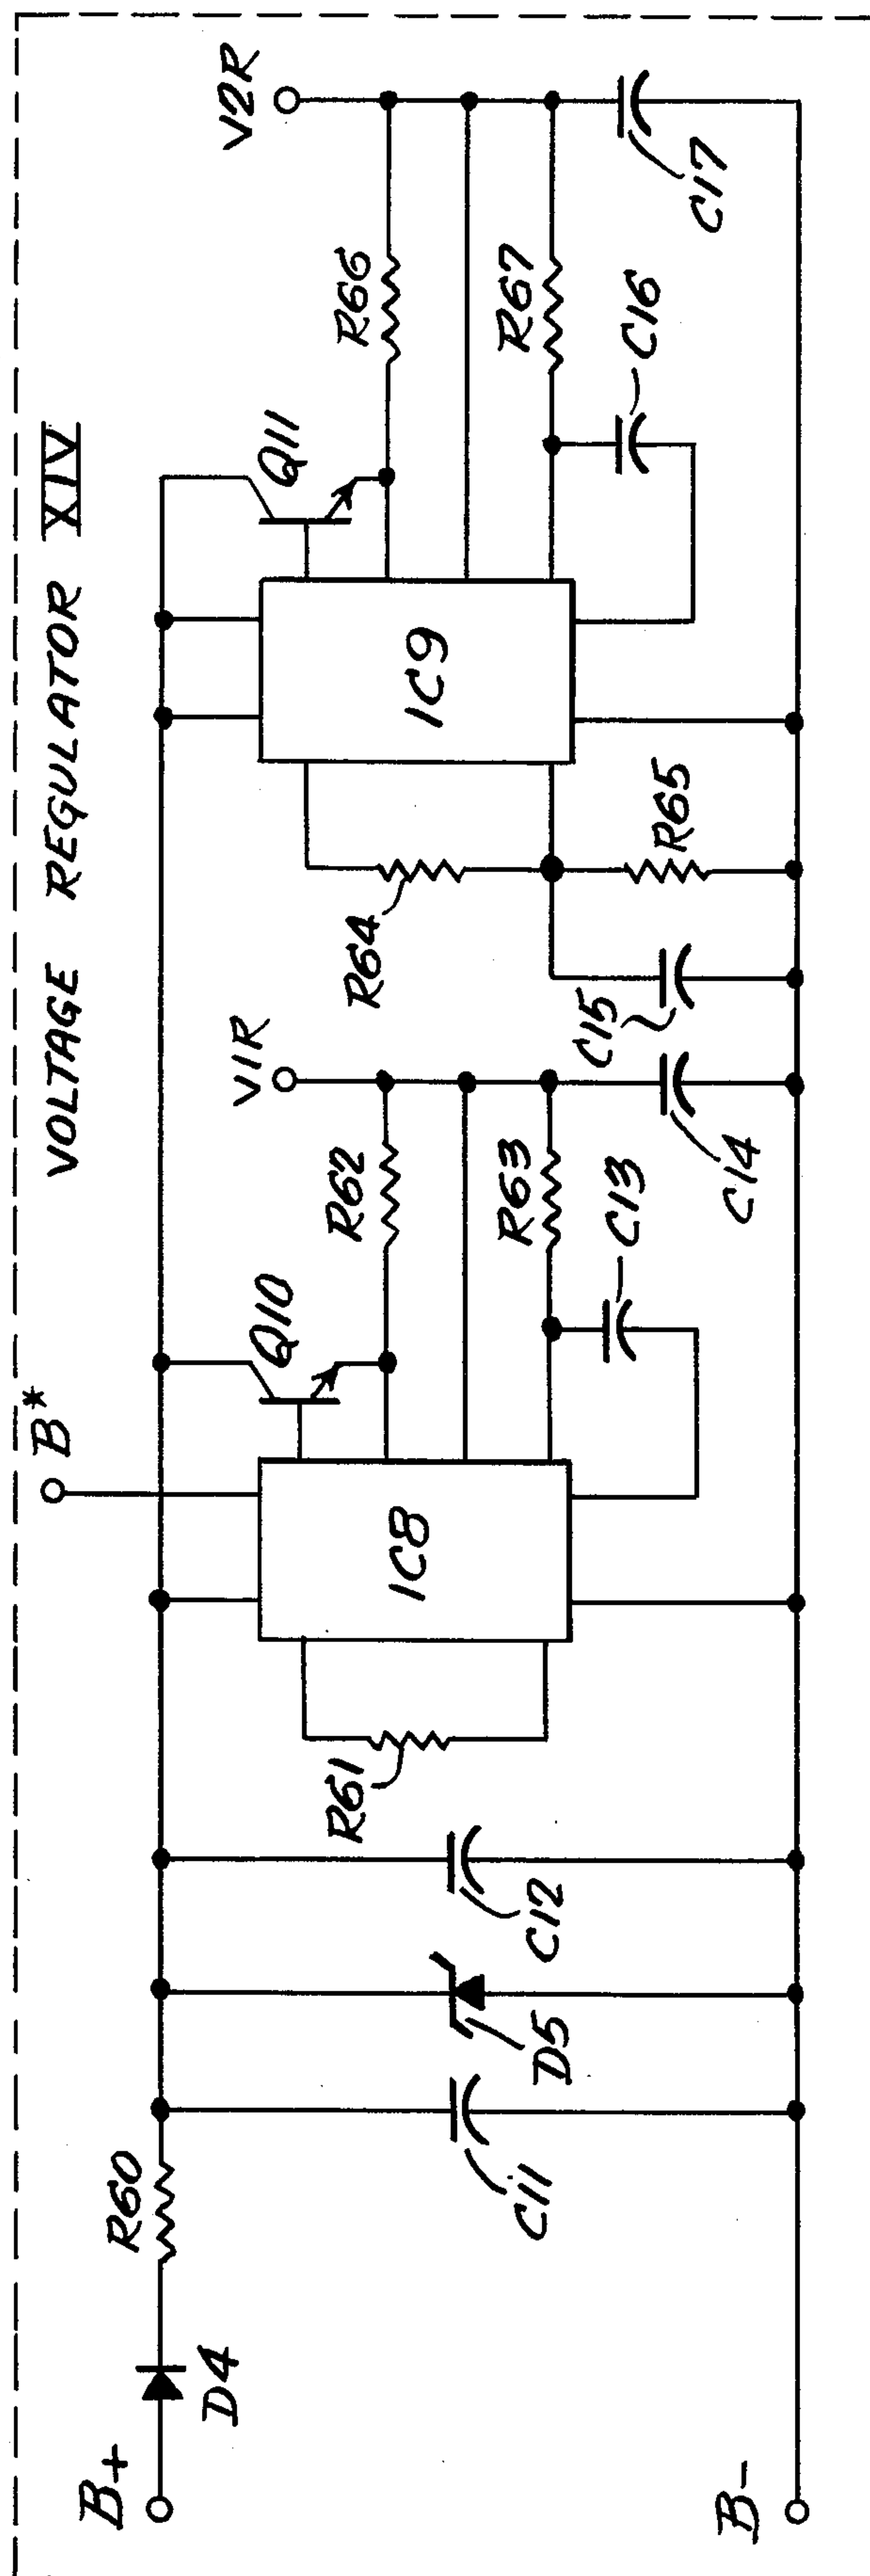 VOLTAGE REGULATOR XIV
B+
D4
R60
C11
D5
C12
R61
IC8
B*
Q10
R62
R63
C13
V1R
C14
C15
R64
R65
IC9
Q11
R66
R67
C16
V2R
C17
B-